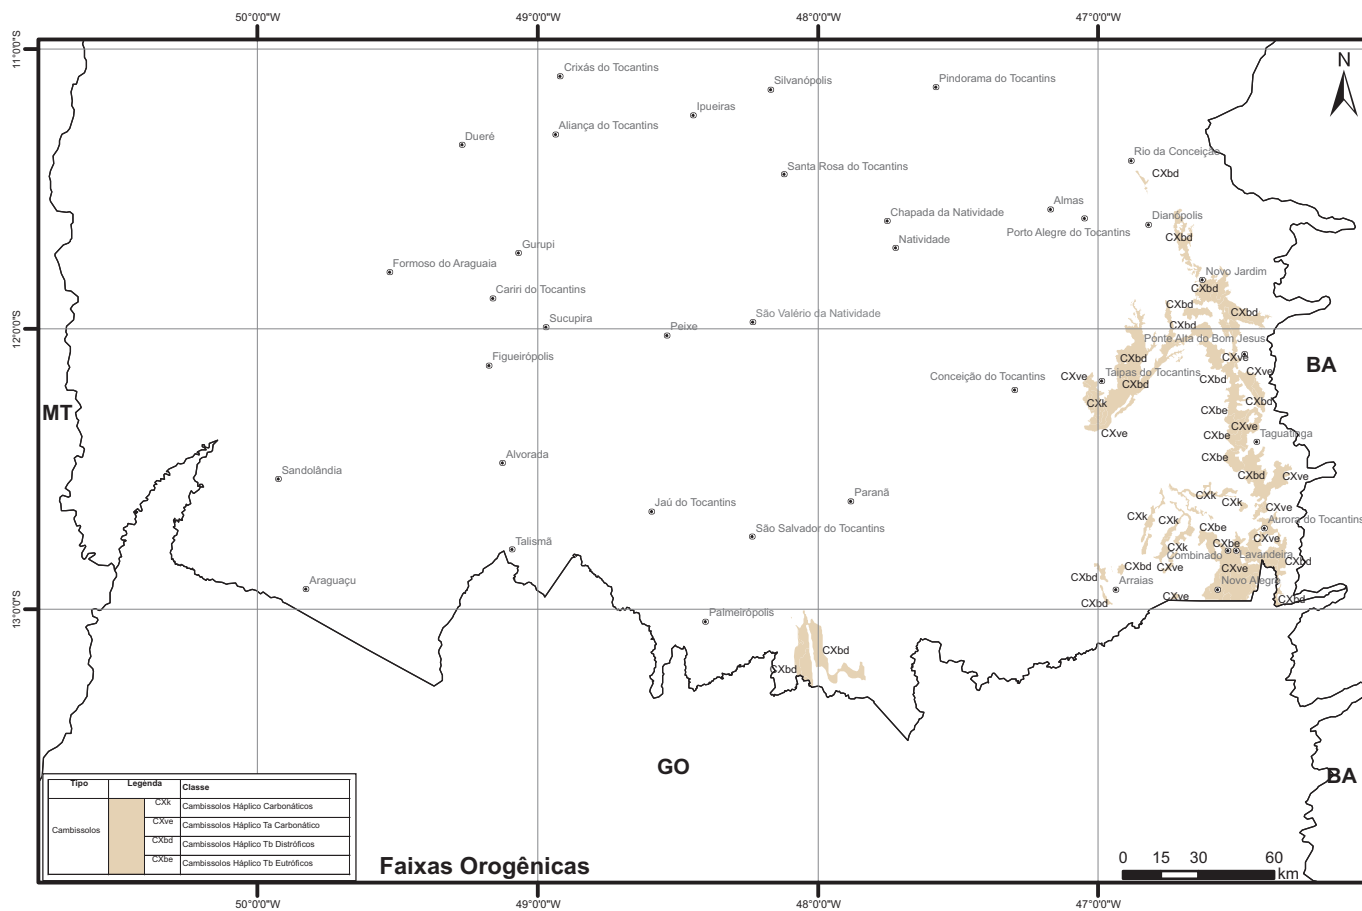 50°0'0"W
49°0'0"W
48°0'0"W
47°0'0"W
11°0'0"S
12°0'0"S
13°0'0"S
N
Crixás do Tocantins
Silvanópolis
Pindorama do Tocantins
Ipueiras
Aliança do Tocantins
Dueré
Rio da Conceição
CXbd
Santa Rosa do Tocantins
Almas
Chapada da Natividade
Dianópolis
Porto Alegre do Tocantins
CXbd
Natividade
Gurupi
Formoso do Araguaia
Novo Jardim
CXbd
Cariri do Tocantins
CXbd
CXbd
São Valério da Natividade
Sucupira
CXbd
Peixe
Ponte Alta do Bom Jesus
Figueirópolis
CXbd
CXve
BA
CXve
Conceição do Tocantins
CXve
Taipas do Tocantins
CXbd
CXbd
CXk
CXbd
CXbe
MT
CXve
CXve
CXbe
Taguatinga
Alvorada
CXbe
Sandolândia
CXbd
CXve
Paranã
CXk
CXk
Jaú do Tocantins
CXve
CXk
CXk
Aurora do Tocantins
São Salvador do Tocantins
CXbe
CXve
Talismã
CXk
CXbe
Combinado
Lavandeira
CXbd
CXbd
CXve
CXve
CXbd
Araguaçu
Arraias
Novo Alegre
CXbd
CXve
CXbd
Palmeirópolis
CXbd
CXbd
GO
BA
Tipo
Legenda
Classe
Cambissolos
CXk
Cambissolos Háplico Carbonáticos
CXve
Cambissolos Háplico Ta Carbonático
CXbd
Cambissolos Háplico Tb Distróficos
CXbe
Cambissolos Háplico Tb Eutróficos
Faixas Orogênicas
0 15 30 60
km
50°0'0"W
49°0'0"W
48°0'0"W
47°0'0"W